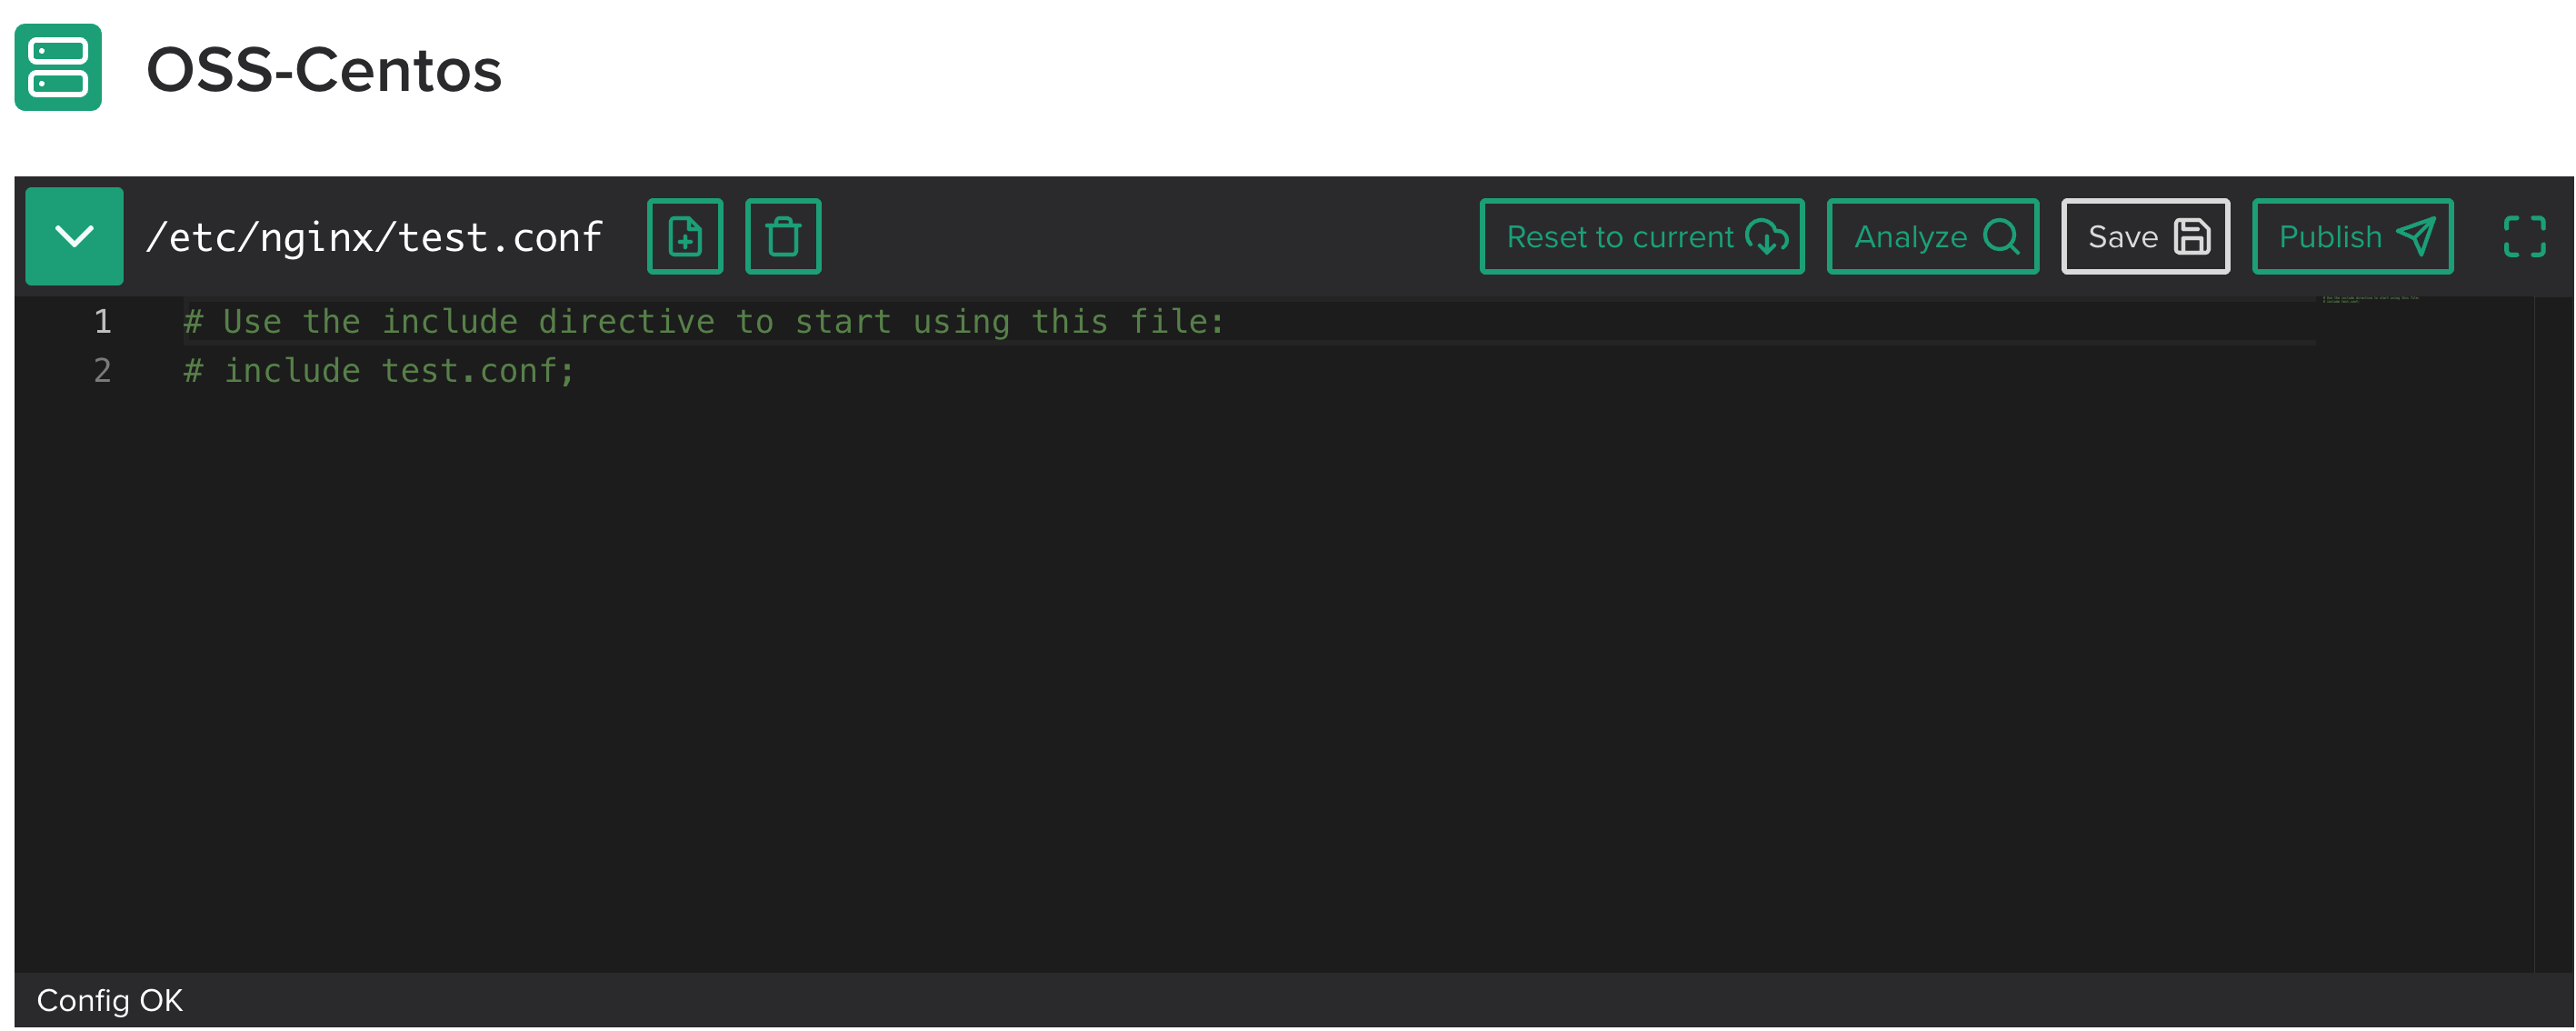 OSS-Centos
/etc/nginx/test.conf
Reset to current
Analyze
Save
Publish
1 # Use the include directive to start using this file:
2 # include test.conf;
Config OK